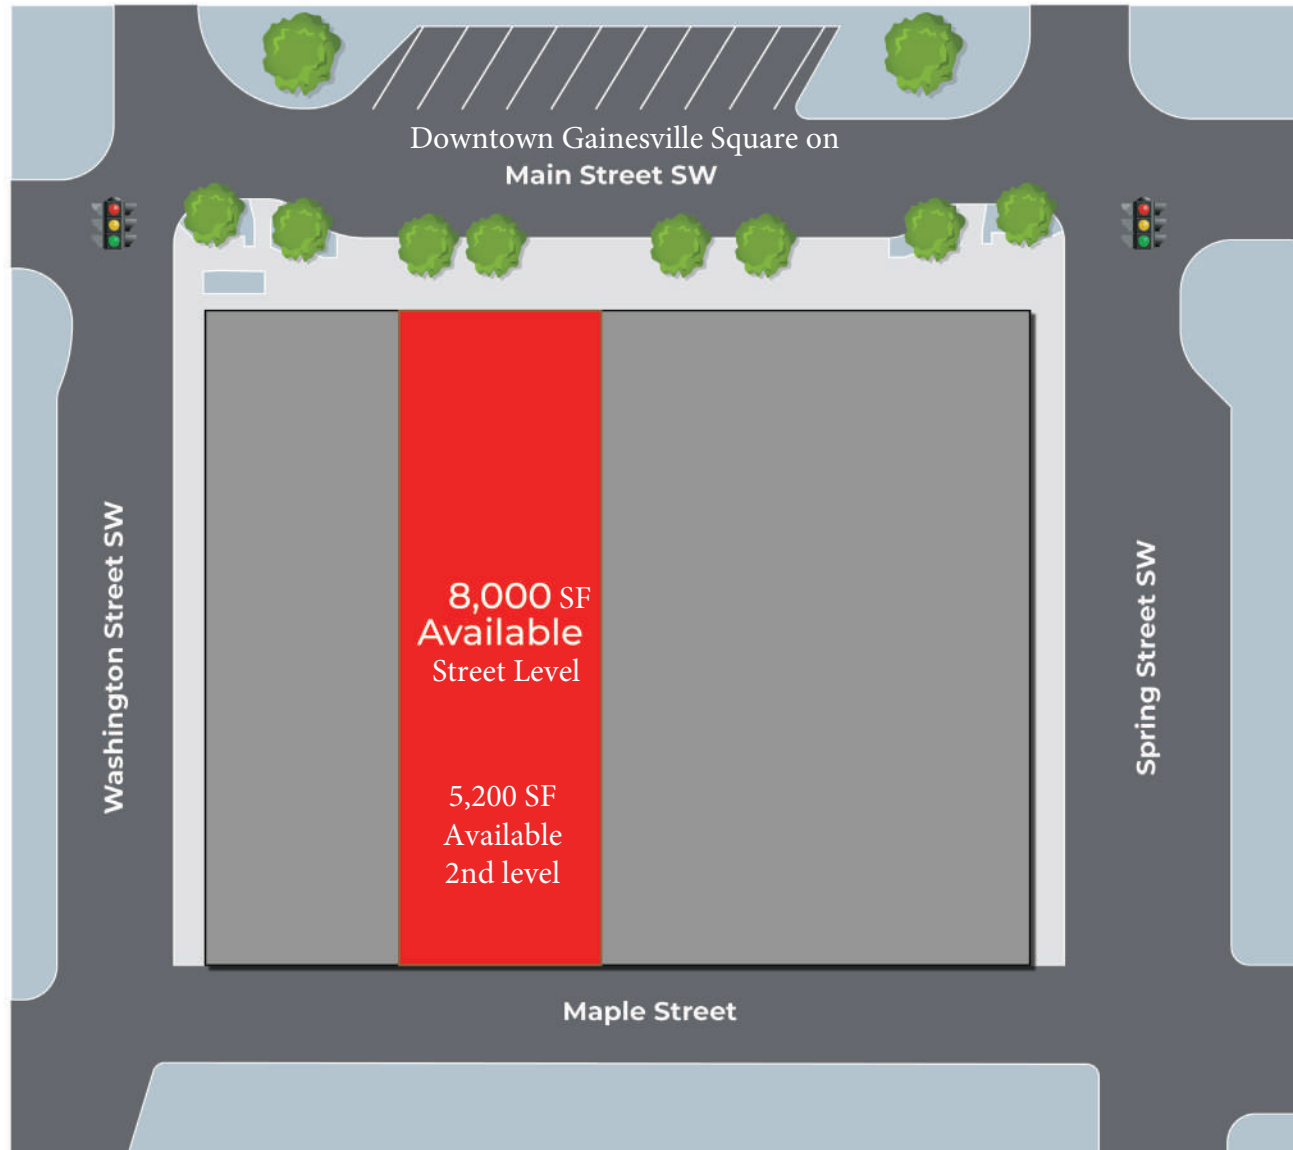 Downtown Gainesville Square on
Main Street SW
Washington Street SW
8,000 SF
Available
Street Level
5,200 SF
Available
2nd level
Spring Street SW
Maple Street